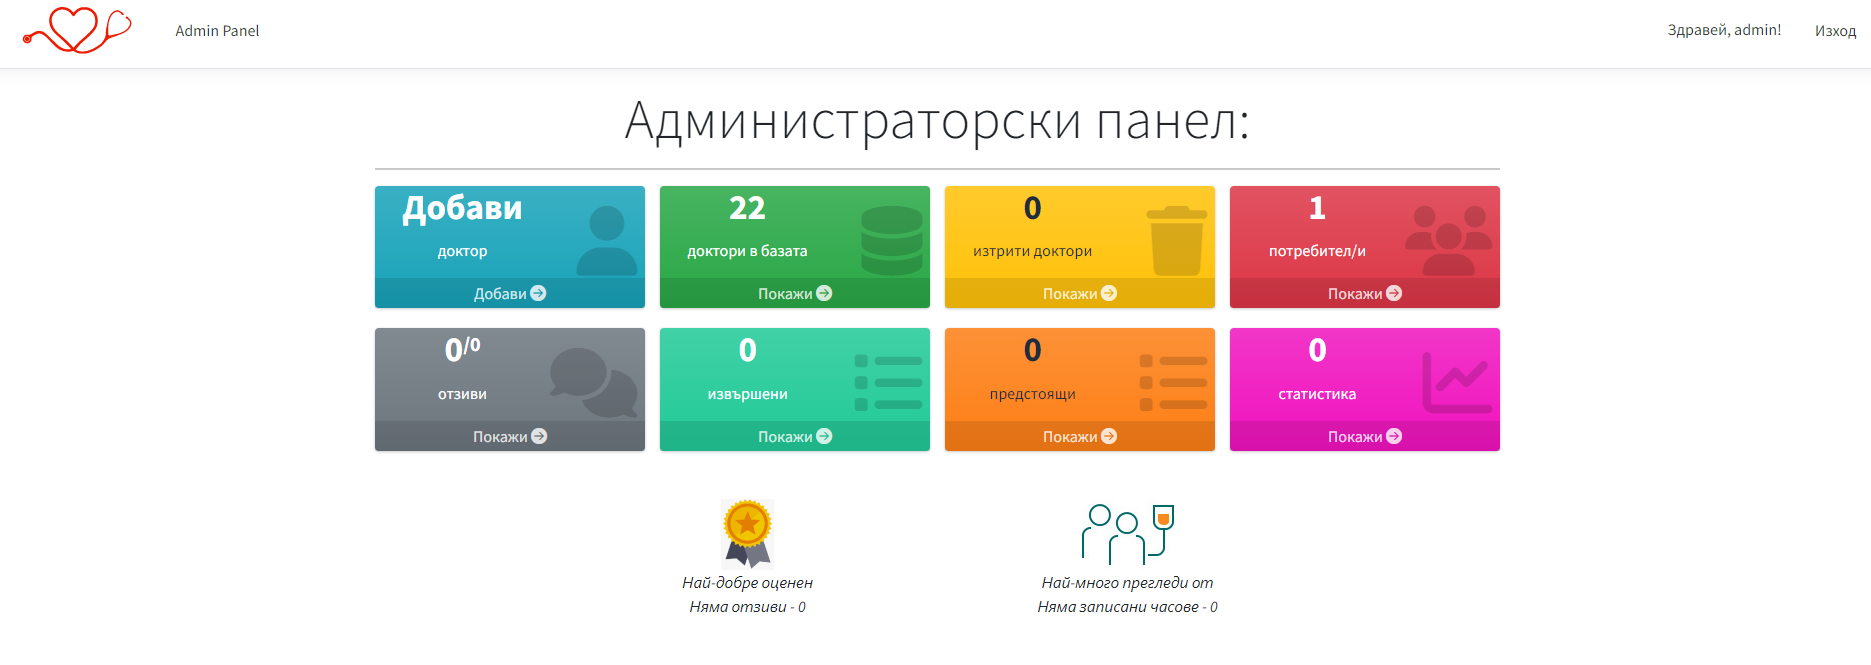 Admin Panel
Здравей, admin!
Изход
Администраторски панел:
Добави
доктор
Добави
22
доктори в базата
Покажи
0
изтрити доктори
Покажи
1
потребител/и
Покажи
0/0
отзиви
Покажи
0
извършени
Покажи
0
предстоящи
Покажи
0
статистика
Покажи
Най-добре оценен
Няма отзиви - 0
Най-много прегледи от
Няма записани часове - 0